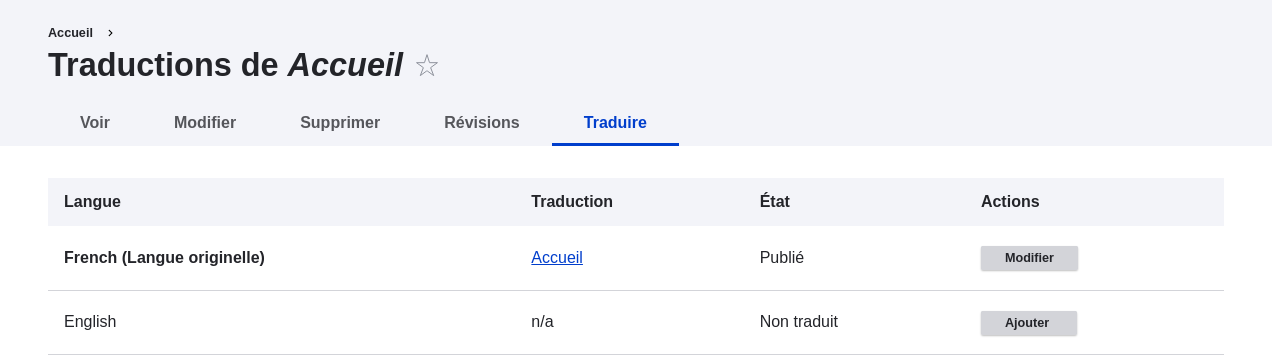 Accueil
Traductions de Accueil
Voir Modifier Supprimer Révisions Traduire
Langue Traduction État Actions
French (Langue originelle) Accueil Publié Modifier
English n/a Non traduit Ajouter